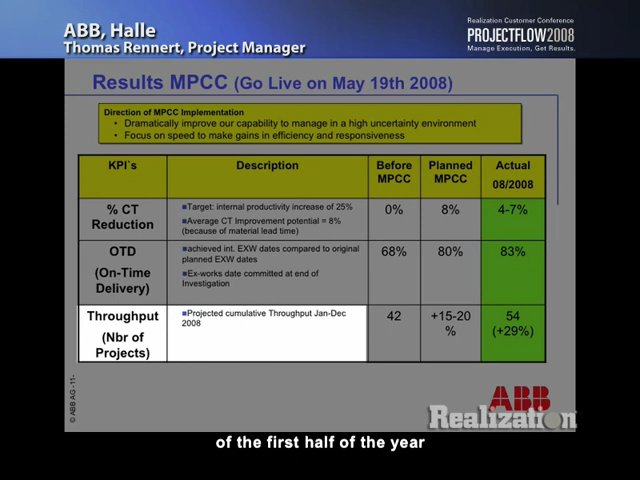 ABB, Halle
Thomas Rennert, Project Manager
Realization Customer Conference
PROJECTFLOW2008
Manage Execution, Get Results.
Results MPCC (Go Live on May 19th 2008)
Direction of MPCC Implementation
• Dramatically improve our capability to manage in a high uncertainty environment
• Focus on speed to make gains in efficiency and responsiveness
KPI`s Description Before MPCC Planned MPCC Actual 08/2008
% CT Reduction
■Target: internal productivity increase of 25%
■Average CT Improvement potential = 8%
(because of material lead time)
0% 8% 4-7%
OTD
(On-Time
Delivery)
■achieved int. EXW dates compared to original
planned EXW dates
■Ex-works date committed at end of
Investigation
68% 80% 83%
Throughput
(Nbr of
Projects)
■Projected cumulative Throughput Jan-Dec
2008
42 +15-20 % 54 (+29%)
© ABB AG - 11 -
ABB
Realization
of the first half of the year